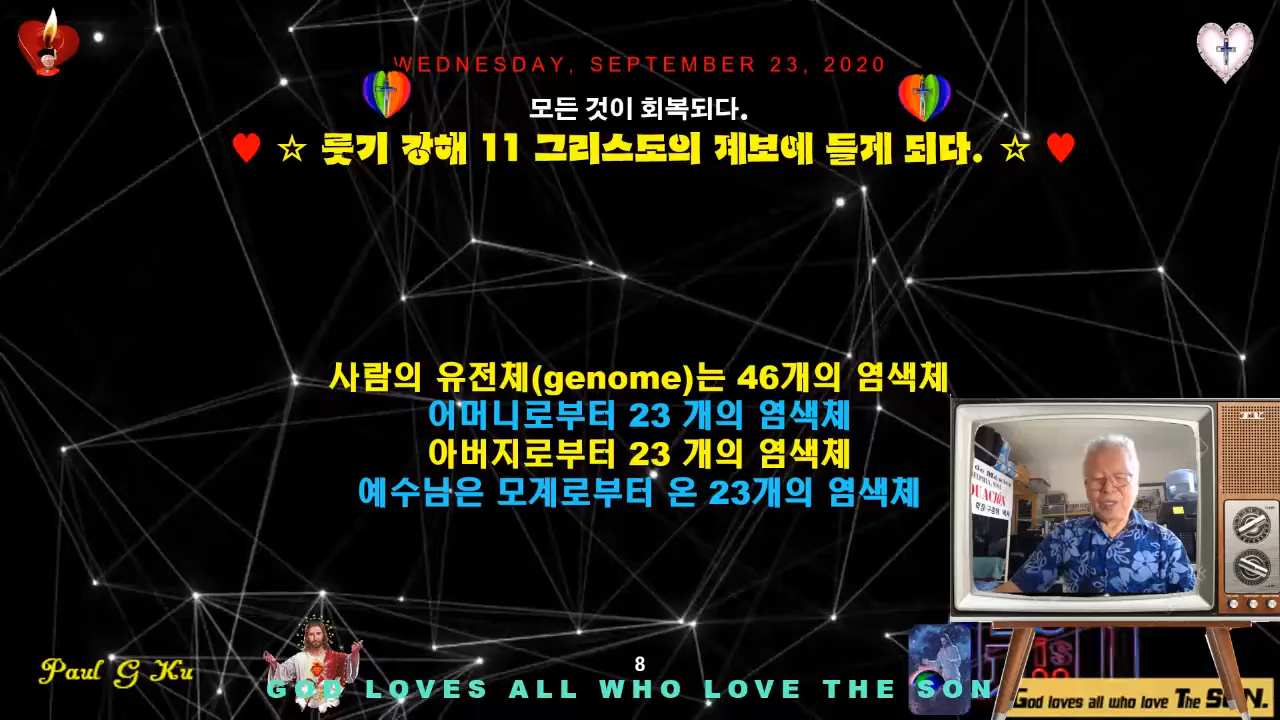 WEDNESDAY, SEPTEMBER 23, 2020
모든 것이 회복되다.
♥ ☆ 룻기 강해 11 그리스도의 계보에 들게 되다. ☆ ♥
사람의 유전체(genome)는 46개의 염색체
어머니로부터 23 개의 염색체
아버지로부터 23 개의 염색체
예수님은 모계로부터 온 23개의 염색체
Paul G Ku
8
GOD LOVES ALL WHO LOVE THE SON
God loves all who love The SON.